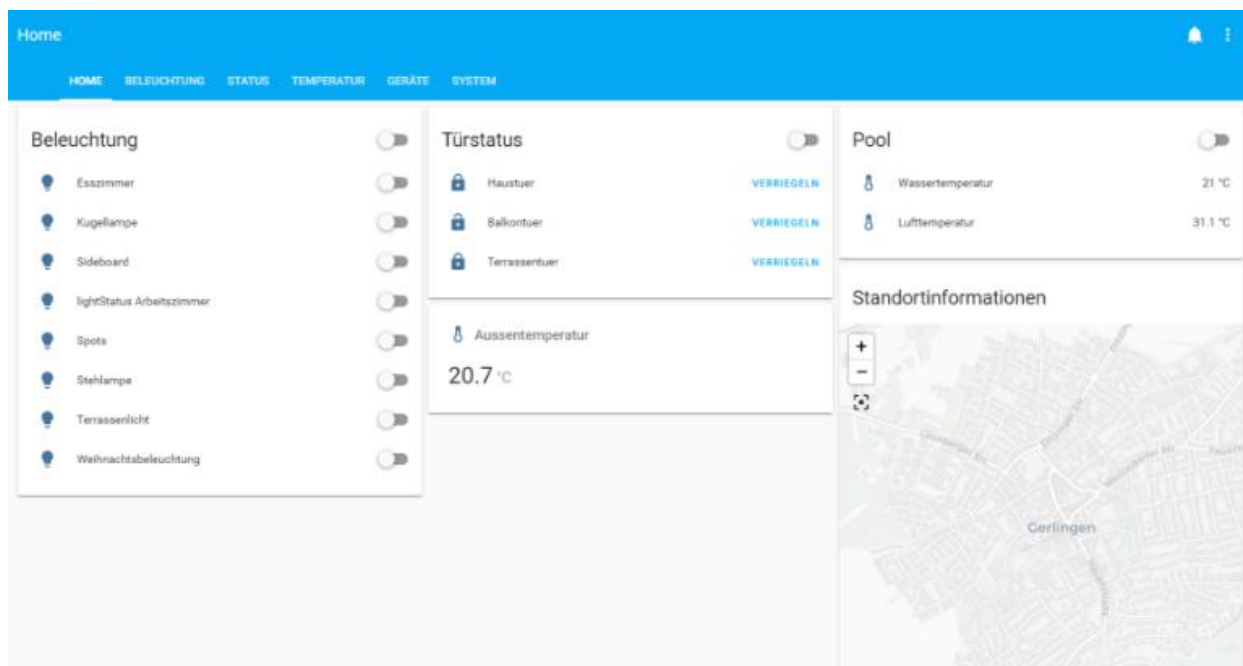 Home
HOME BELEUCHTUNG STATUS TEMPERATUR GERÄTE SYSTEM
Beleuchtung
Esszimmer
Kugellampe
Sideboard
lightStatus Arbeitszimmer
Spots
Stehlampe
Terrassenlicht
Weihnachtsbeleuchtung
Türstatus
Haustuer VERRIEGELN
Balkontuer VERRIEGELN
Terrassentuer VERRIEGELN
Aussentemperatur
20.7 °C
Pool
Wassertemperatur 21 °C
Lufttemperatur 31.1 °C
Standortinformationen
+
−
Gerlingen